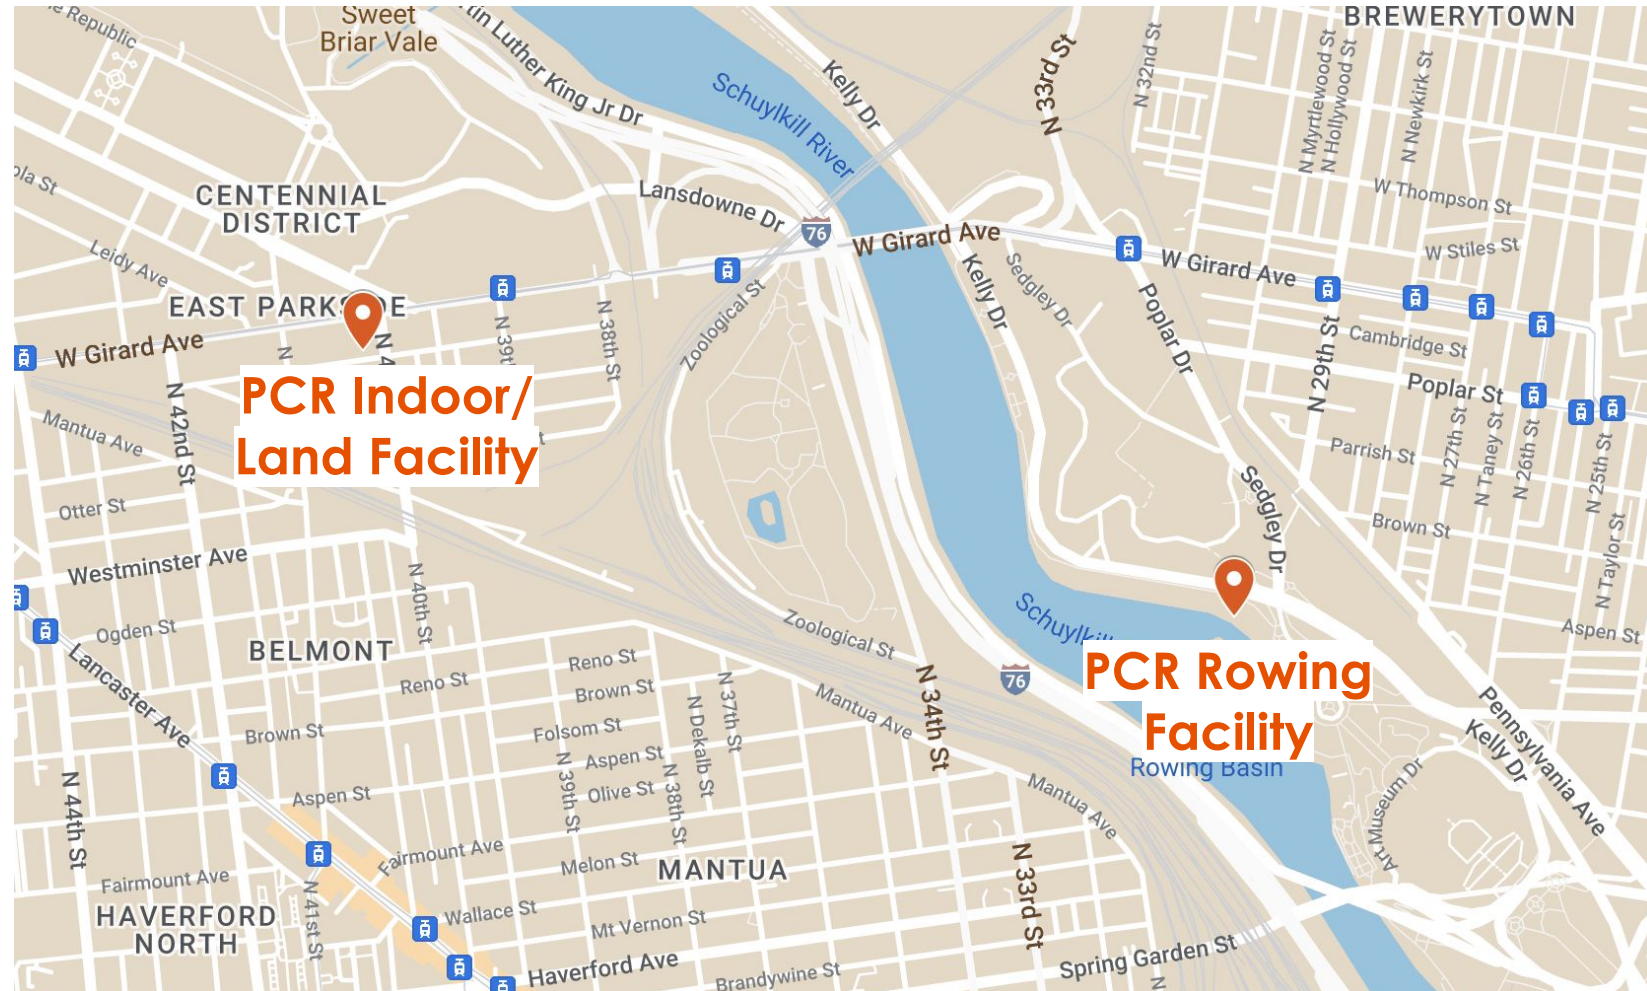 Sweet
Briar Vale
BREWERYTOWN
Republic
Martin Luther King Jr Dr
Kelly Dr
N 33rd St
N 32nd St
N Myrtlewood St
N Hollywood St
N Newkirk St
Schuylkill River
W Thompson St
CENTENNIAL
DISTRICT
Lansdowne Dr
76
W Girard Ave
W Girard Ave
W Stiles St
Leidy Ave
Sedgley Dr
Kelly Dr
EAST PARKS DE
Zoological St
Poplar Dr
W Girard Ave
N
N 4
N 39t
N 38th St
N 29th St
Cambridge St
Poplar St
PCR Indoor/
Land Facility
N 42nd St
Mantua Ave
Parrish St
N 27th St
N Taney St
N 26th St
N 25th St
Sedgley Dr
Otter St
Brown St
Westminster Ave
N 40th St
N Taylor St
Ogden St
Schuylkill
Zoological St
Aspen St
BELMONT
Lancaster Ave
Reno St
Reno St
Brown St
N 37th St
N Dekalb St
Mantua Ave
N 34th St
76
PCR Rowing
Facility
Rowing Basin
Pennsylvania Ave
Kelly Dr
Brown St
Folsom St
Aspen St
Olive St
N 39th St
N 38th St
N 44th St
Aspen St
Mantua Ave
Art Museum Dr
Fairmount Ave
Fairmount Ave
Melon St
MANTUA
N 33rd St
HAVERFORD
NORTH
N 41st St
Wallace St
Mt Vernon St
Haverford Ave
Brandywine St
Spring Garden St
N